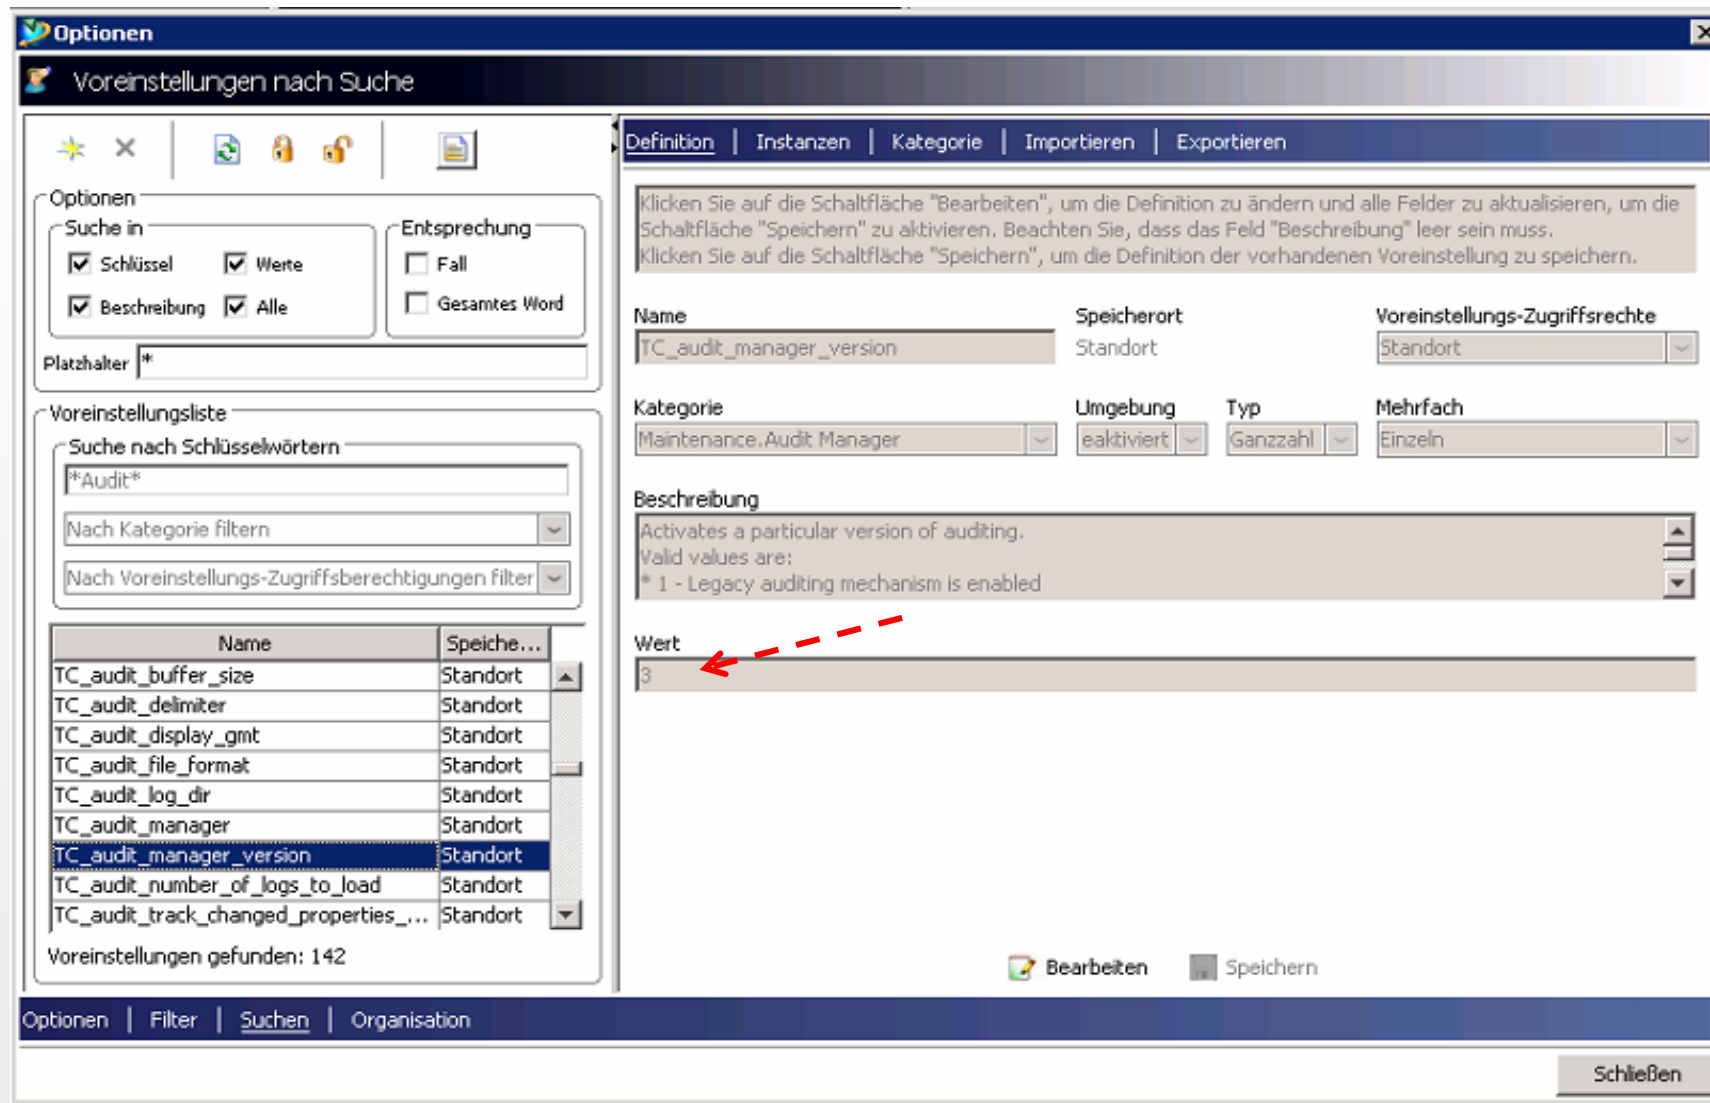 Optionen
Voreinstellungen nach Suche
Definition | Instanzen | Kategorie | Importieren | Exportieren
Optionen
Suche in
Schlüssel
Werte
Beschreibung
Alle
Entsprechung
Fall
Gesamtes Word
Platzhalter *
Voreinstellungsliste
Suche nach Schlüsselwörtern
*Audit*
Nach Kategorie filtern
Nach Voreinstellungs-Zugriffsberechtigungen filter
Name Speiche...
TC_audit_buffer_size Standort
TC_audit_delimiter Standort
TC_audit_display_gmt Standort
TC_audit_file_format Standort
TC_audit_log_dir Standort
TC_audit_manager Standort
TC_audit_manager_version Standort
TC_audit_number_of_logs_to_load Standort
TC_audit_track_changed_properties_... Standort
Voreinstellungen gefunden: 142
Klicken Sie auf die Schaltfläche "Bearbeiten", um die Definition zu ändern und alle Felder zu aktualisieren, um die
Schaltfläche "Speichern" zu aktivieren. Beachten Sie, dass das Feld "Beschreibung" leer sein muss.
Klicken Sie auf die Schaltfläche "Speichern", um die Definition der vorhandenen Voreinstellung zu speichern.
Name
TC_audit_manager_version
Speicherort
Standort
Voreinstellungs-Zugriffsrechte
Standort
Kategorie
Maintenance.Audit Manager
Umgebung
eaktiviert
Typ
Ganzzahl
Mehrfach
Einzeln
Beschreibung
Activates a particular version of auditing.
Valid values are:
* 1 - Legacy auditing mechanism is enabled
Wert
3
Bearbeiten
Speichern
Optionen | Filter | Suchen | Organisation
Schließen